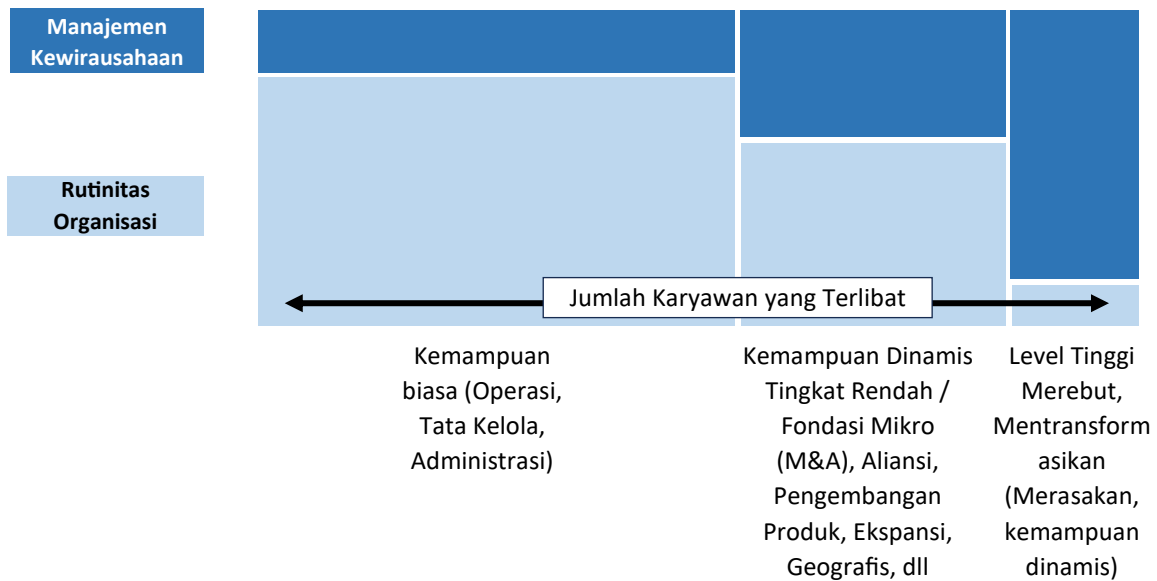 Manajemen
Kewirausahaan
Rutinitas
Organisasi
Jumlah Karyawan yang Terlibat
Kemampuan
biasa (Operasi,
Tata Kelola,
Administrasi)
Kemampuan Dinamis
Tingkat Rendah /
Fondasi Mikro
(M&A), Aliansi,
Pengembangan
Produk, Ekspansi,
Geografis, dll
Level Tinggi
Merebut,
Mentransform
asikan
(Merasakan,
kemampuan
dinamis)